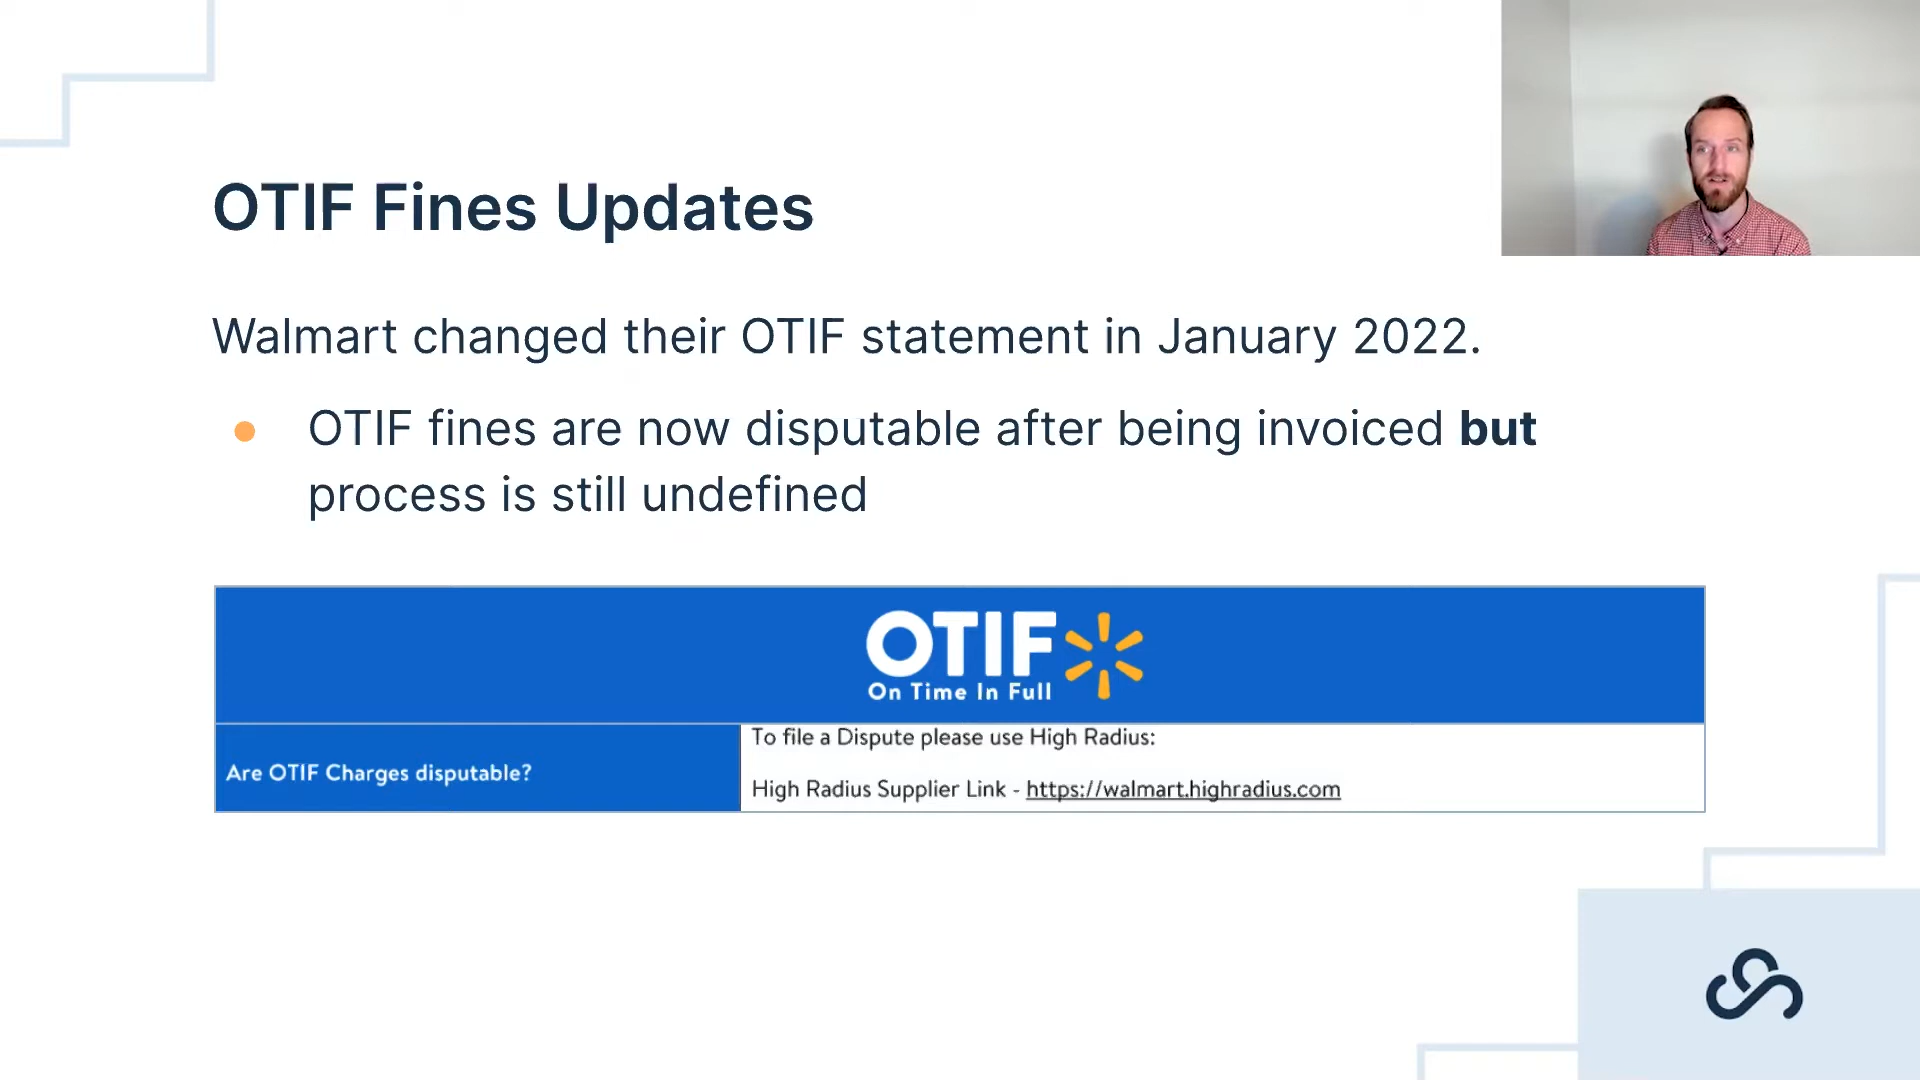 OTIF Fines Updates
Walmart changed their OTIF statement in January 2022.
OTIF fines are now disputable after being invoiced but
process is still undefined
OTIF
On Time In Full
Are OTIF Charges disputable?
To file a Dispute please use High Radius:
High Radius Supplier Link - https://walmart.highradius.com